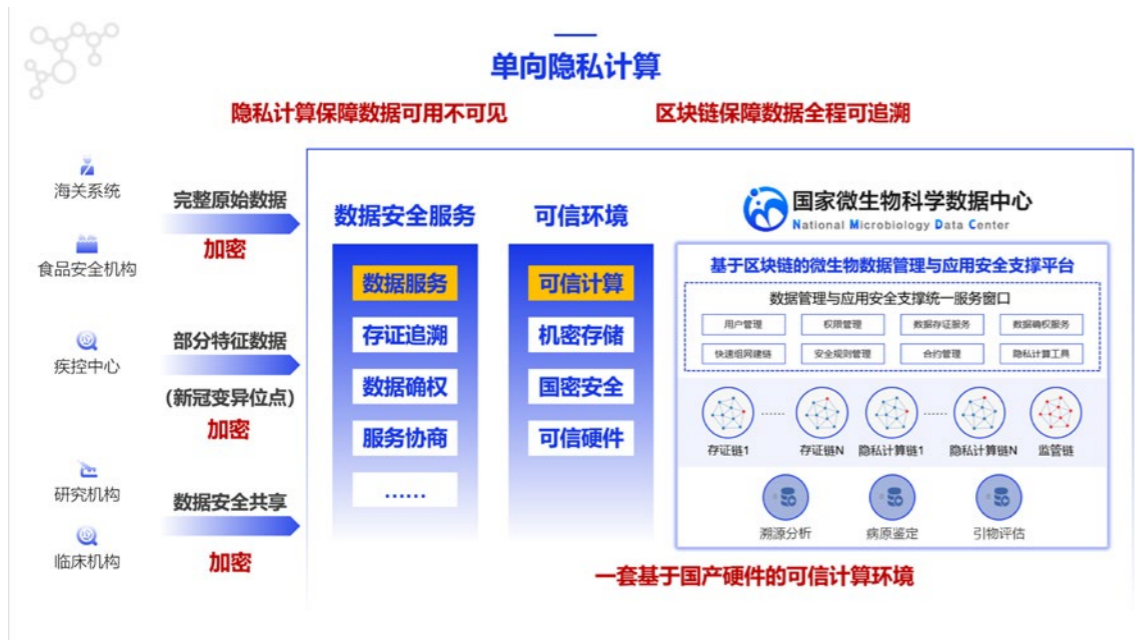 单向隐私计算
隐私计算保障数据可用不可见
区块链保障数据全程可追溯
海关系统
食品安全机构
疾控中心
研究机构
临床机构
完整原始数据
加密
部分特征数据
(新冠变异位点)
加密
数据安全共享
加密
数据安全服务
数据服务
存证追溯
数据确权
服务协商
……
可信环境
可信计算
机密存储
国密安全
可信硬件
国家微生物科学数据中心
National Microbiology Data Center
基于区块链的微生物数据管理与应用安全支撑平台
数据管理与应用安全支撑统一服务窗口
用户管理
权限管理
数据存证服务
数据确权服务
快速组网建链
安全规则管理
合约管理
隐私计算工具
存证链1
……
存证链N
隐私计算链1
……
隐私计算链N
监管链
溯源分析
病原鉴定
引物评估
一套基于国产硬件的可信计算环境